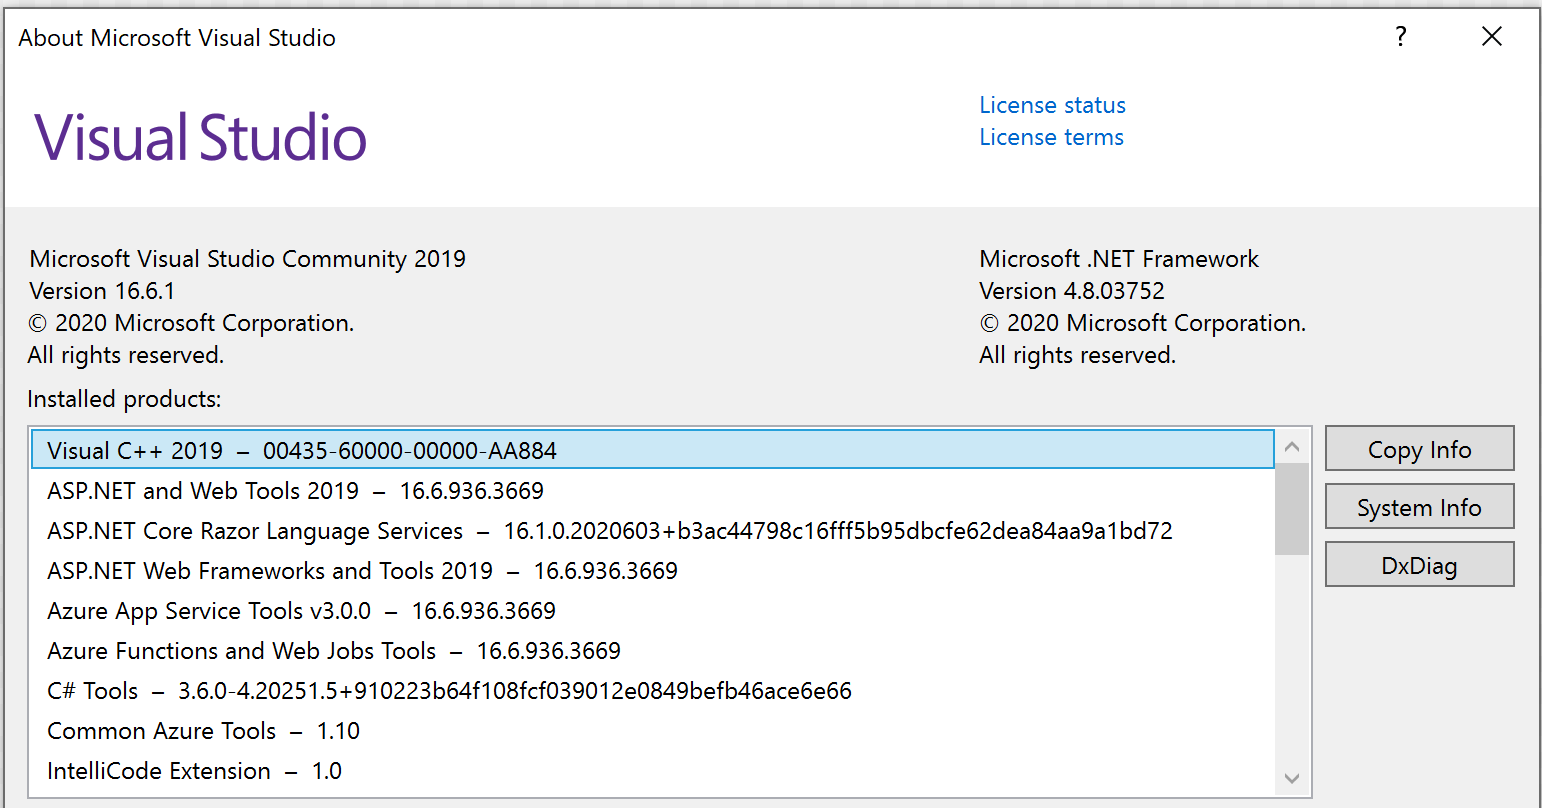 About Microsoft Visual Studio
?
Visual Studio
License status
License terms
Microsoft Visual Studio Community 2019
Version 16.6.1
© 2020 Microsoft Corporation.
All rights reserved.
Microsoft .NET Framework
Version 4.8.03752
© 2020 Microsoft Corporation.
All rights reserved.
Installed products:
Visual C++ 2019 – 00435-60000-00000-AA884
ASP.NET and Web Tools 2019 – 16.6.936.3669
ASP.NET Core Razor Language Services – 16.1.0.2020603+b3ac44798c16fff5b95dbcfe62dea84aa9a1bd72
ASP.NET Web Frameworks and Tools 2019 – 16.6.936.3669
Azure App Service Tools v3.0.0 – 16.6.936.3669
Azure Functions and Web Jobs Tools – 16.6.936.3669
C# Tools – 3.6.0-4.20251.5+910223b64f108fcf039012e0849befb46ace6e66
Common Azure Tools – 1.10
IntelliCode Extension – 1.0
Copy Info
System Info
DxDiag